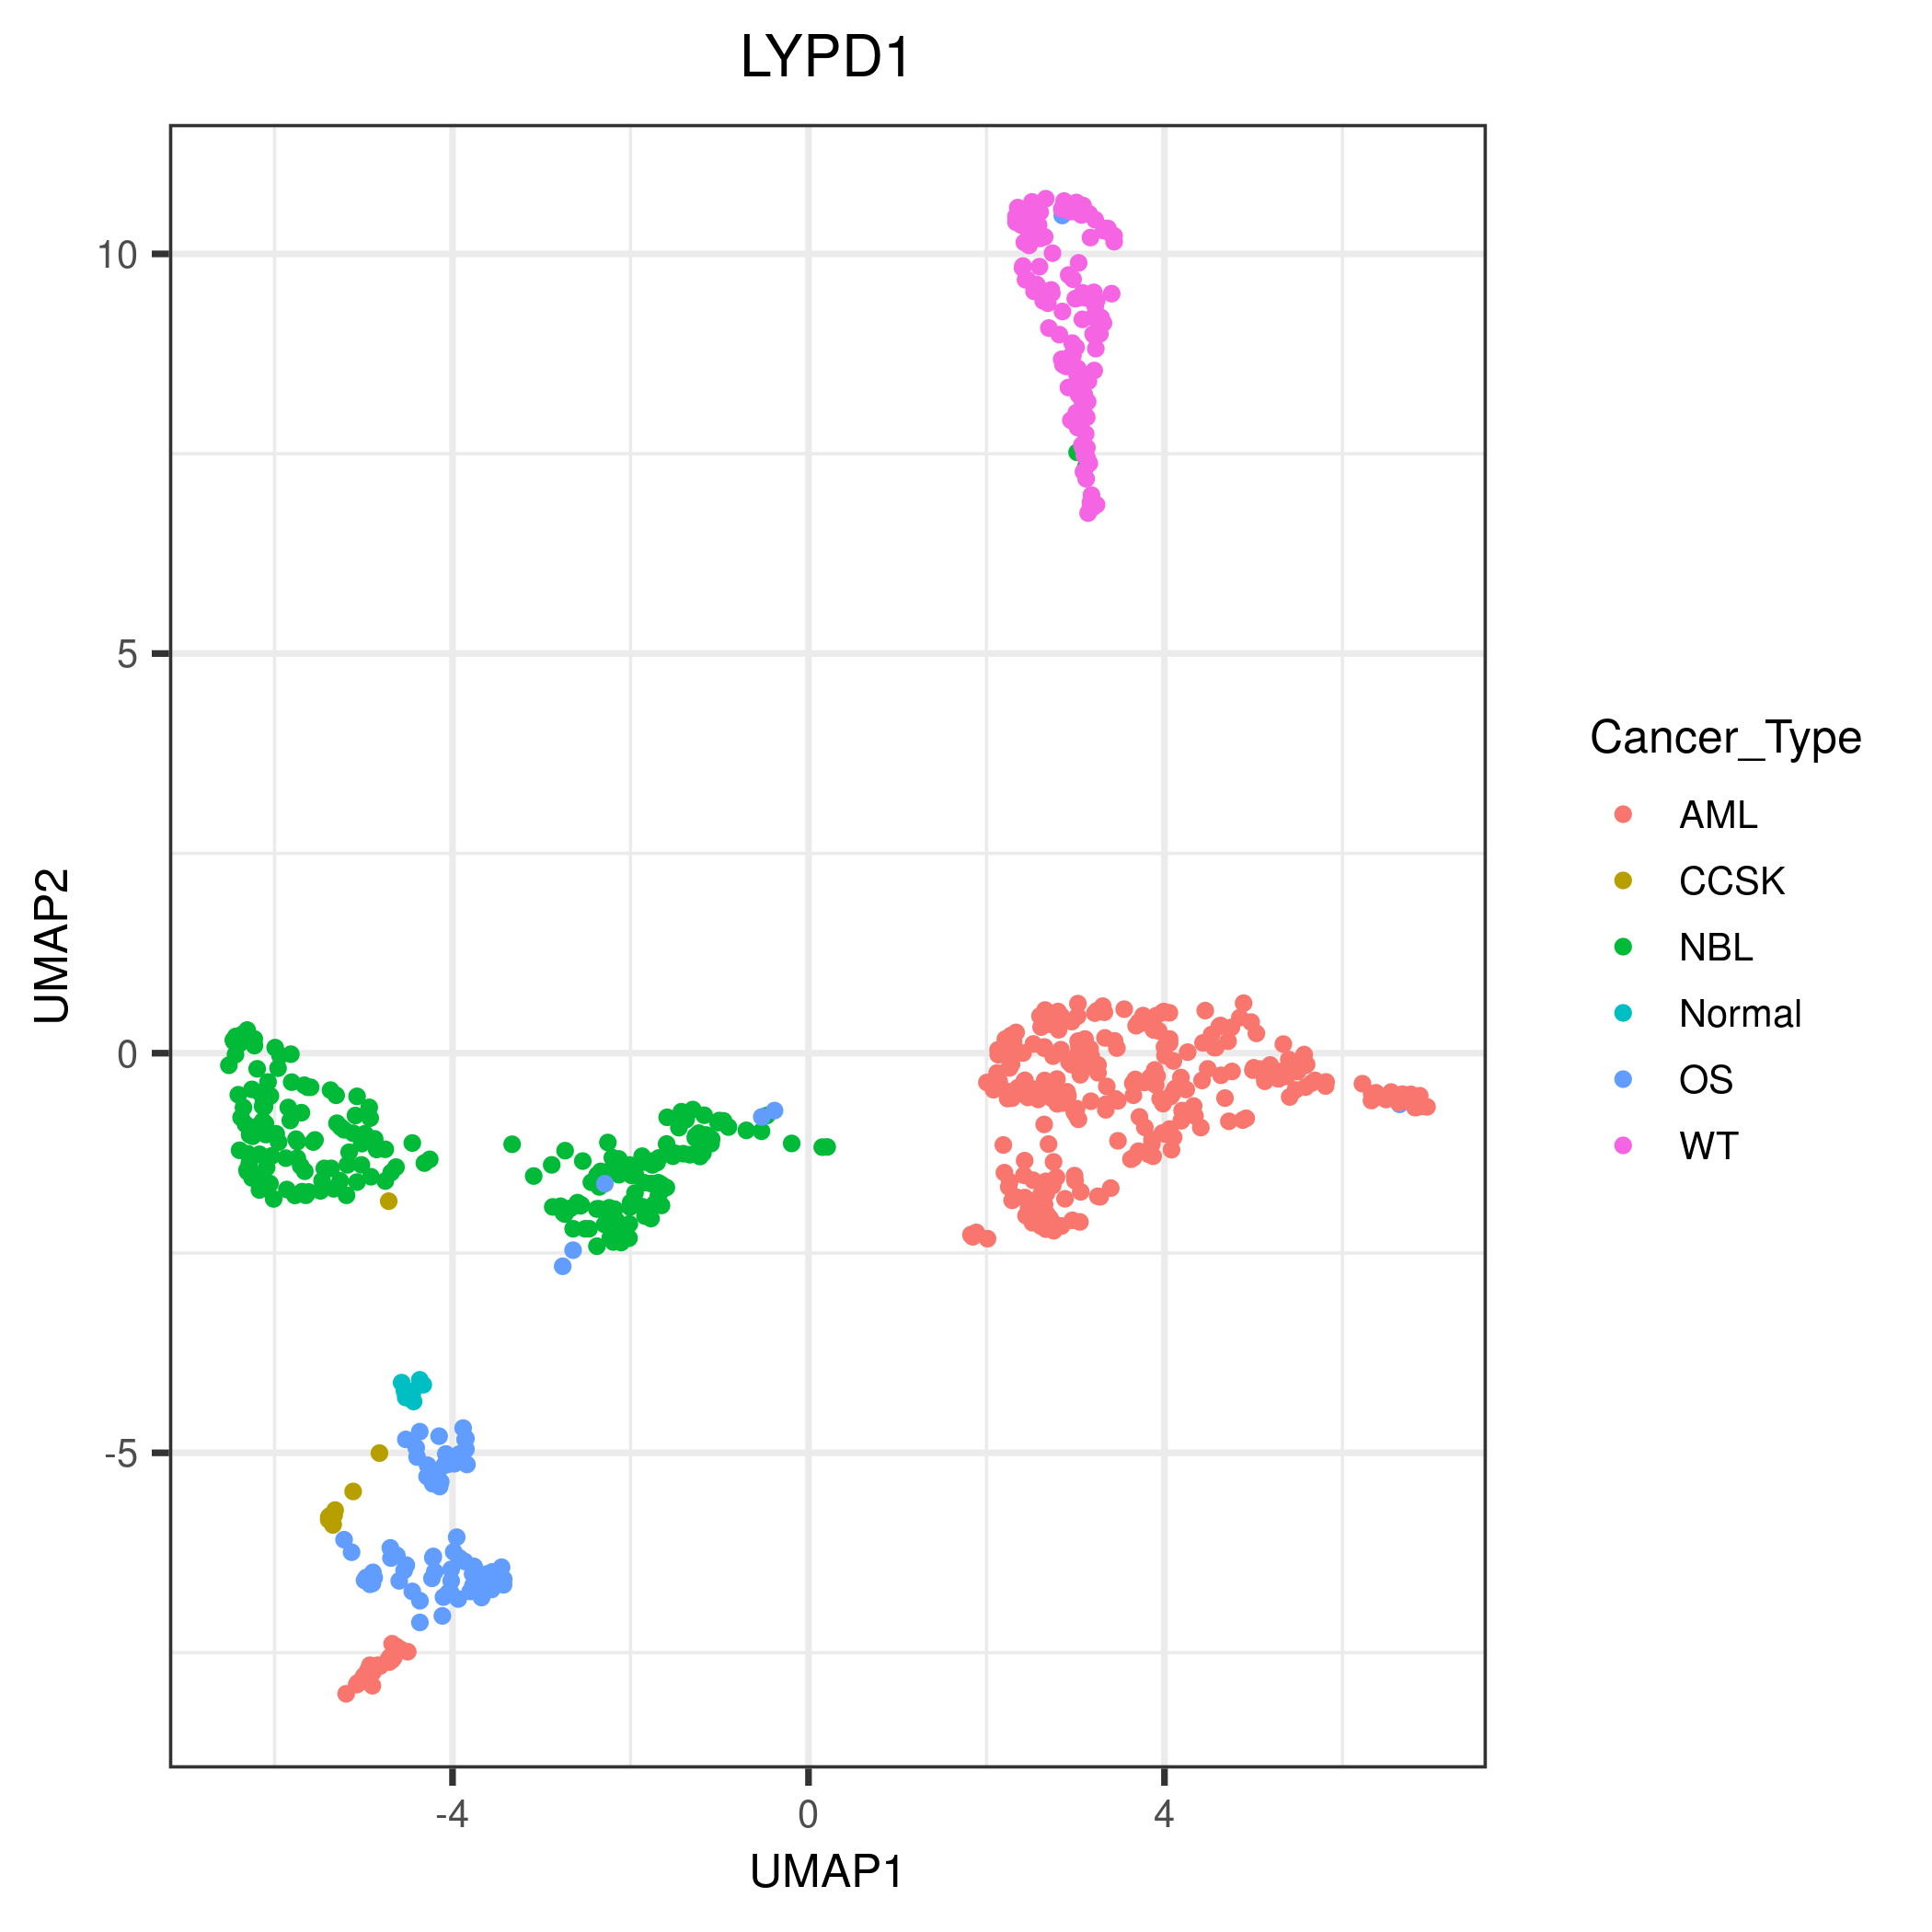 LYPD1
10
5
0
-5
UMAP2
-4 0 4
UMAP1
Cancer_Type
AML
CCSK
NBL
Normal
OS
WT